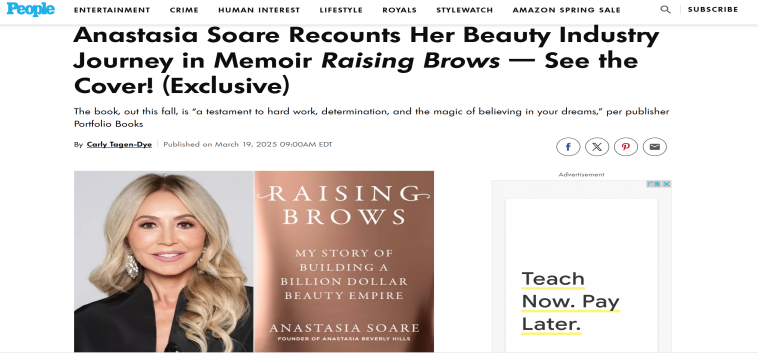 People
ENTERTAINMENT CRIME HUMAN INTEREST LIFESTYLE ROYALS STYLEWATCH AMAZON SPRING SALE SUBSCRIBE
Anastasia Soare Recounts Her Beauty Industry
Journey in Memoir Raising Brows — See the
Cover! (Exclusive)
The book, out this fall, is “a testament to hard work, determination, and the magic of believing in your dreams,” per publisher
Portfolio Books
By Carly Tagen-Dye Published on March 19, 2025 09:00AM EDT
Advertisement
RAISING
BROWS
MY STORY OF
BUILDING A
BILLION DOLLAR
BEAUTY EMPIRE
ANASTASIA SOARE
FOUNDER OF ANASTASIA BEVERLY HILLS
Teach
Now. Pay
Later.